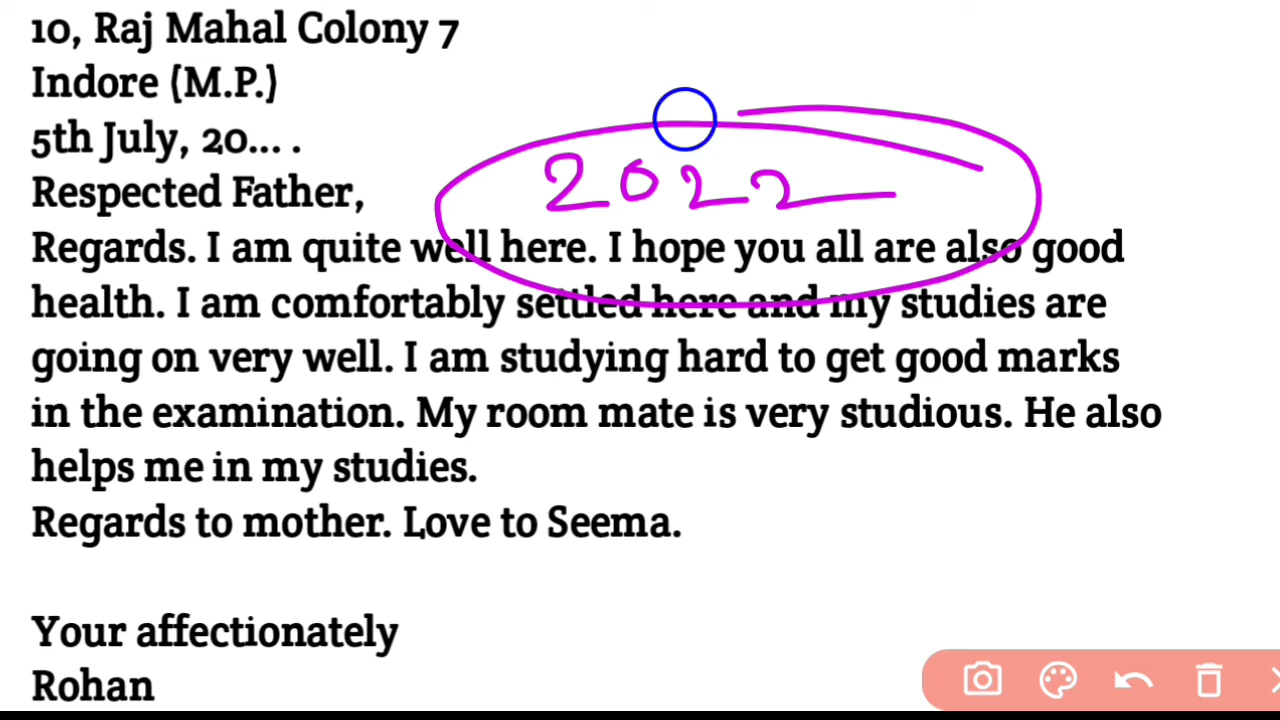 10, Raj Mahal Colony 7
Indore (M.P.)
5th July, 20... .
2022
Respected Father,
Regards. I am quite well here. I hope you all are also good
health. I am comfortably settled here and my studies are
going on very well. I am studying hard to get good marks
in the examination. My room mate is very studious. He also
helps me in my studies.
Regards to mother. Love to Seema.
Your affectionately
Rohan